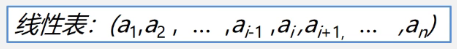 线性表：(a1,a2 , … ,ai-1 ,ai,ai+1, … ,an)